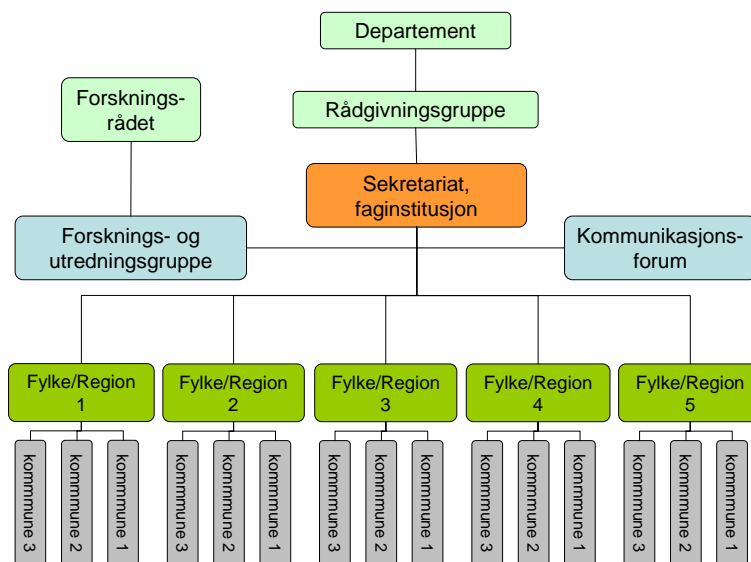 Departement
Forsknings-
rådet
Rådgivningsgruppe
Sekretariat,
faginstitusjon
Forsknings- og
utredningsgruppe
Kommunikasjons-
forum
Fylke/Region
1
Fylke/Region
2
Fylke/Region
3
Fylke/Region
4
Fylke/Region
5
kommmune 3
kommmune 2
kommmune 1
kommmune 3
kommmune 2
kommmune 1
kommmune 3
kommmune 2
kommmune 1
kommmune 3
kommmune 2
kommmune 1
kommmune 3
kommmune 2
kommmune 1